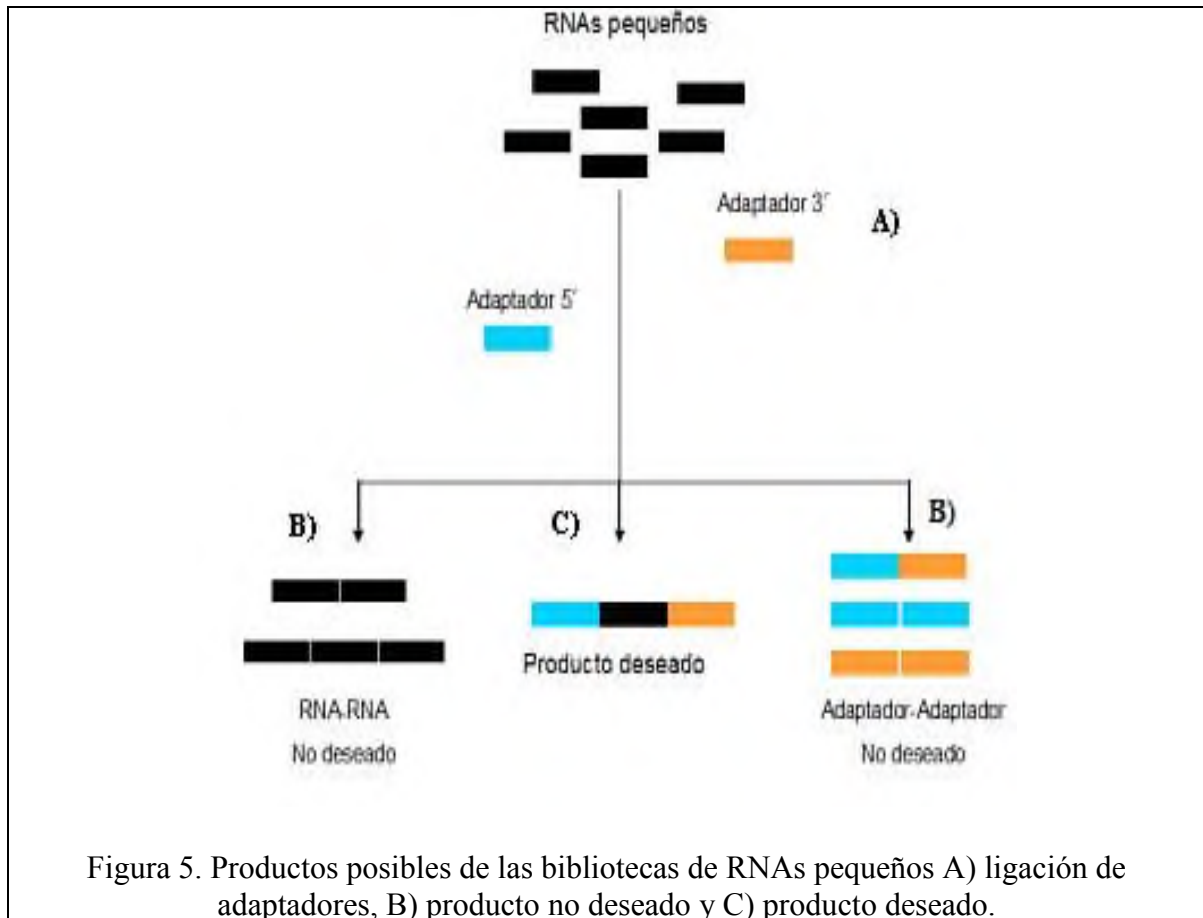 RNAs pequeños
Adaptador 3´
A)
Adaptador 5´
B)
C)
B)
Producto deseado
RNA-RNA
No deseado
Adaptador-Adaptador
No deseado
Figura 5. Productos posibles de las bibliotecas de RNAs pequeños A) ligación de
adaptadores, B) producto no deseado y C) producto deseado.